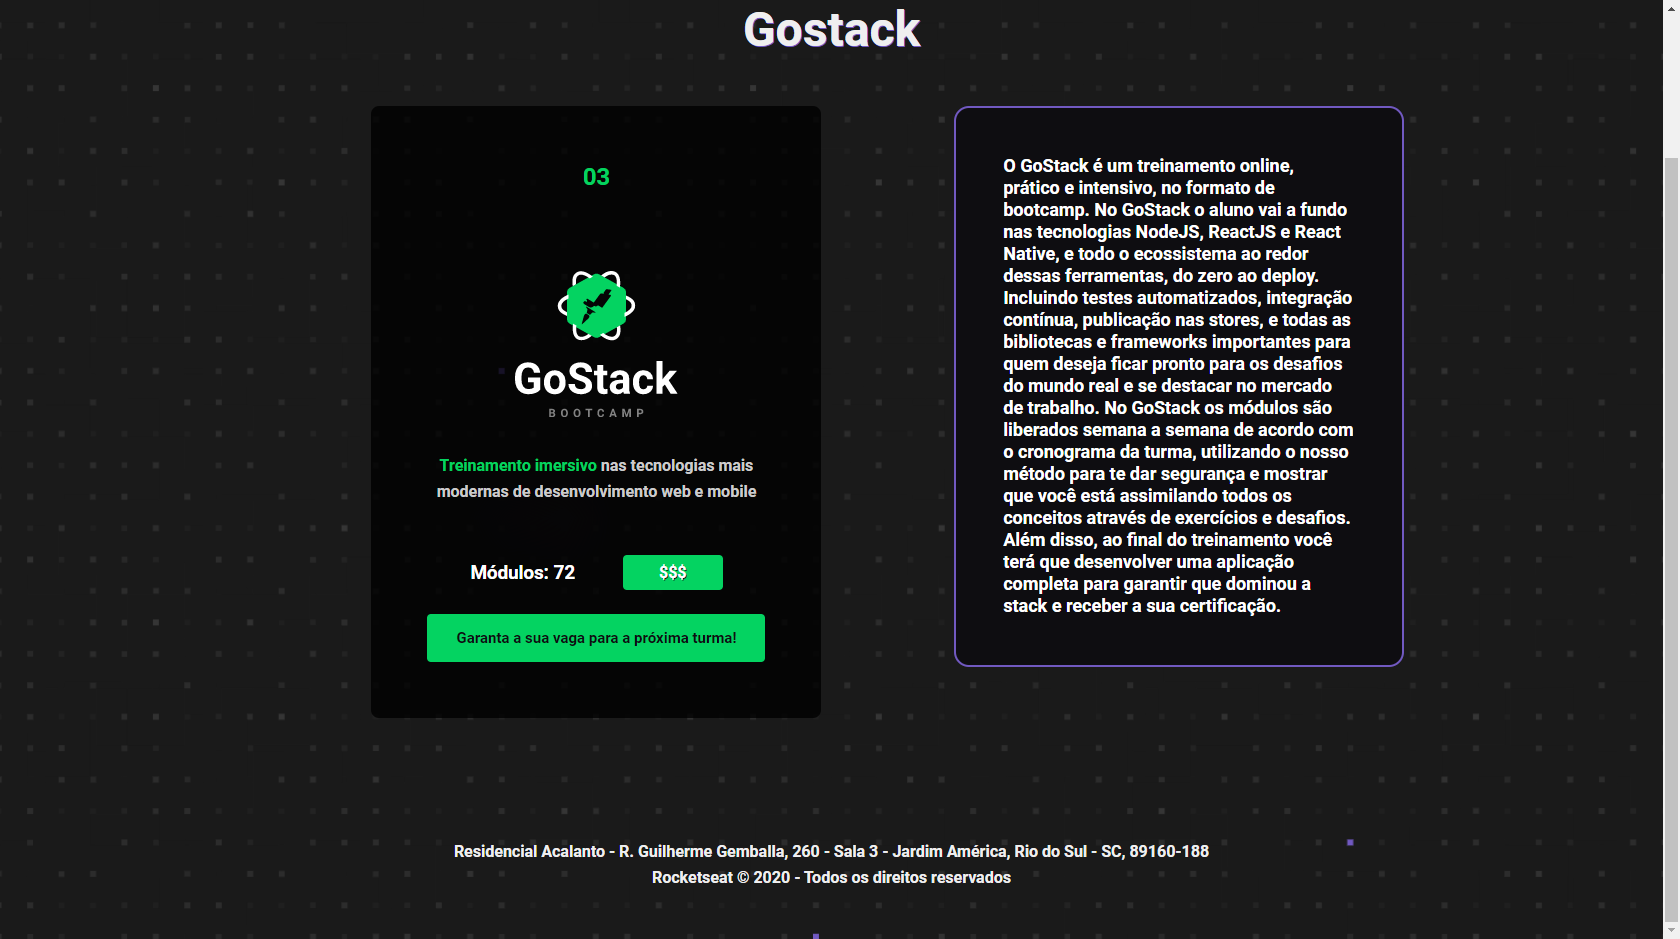 Gostack
03
GoStack
BOOTCAMP
Treinamento imersivo nas tecnologias mais
modernas de desenvolvimento web e mobile
Módulos: 72
$$$
Garanta a sua vaga para a próxima turma!
O GoStack é um treinamento online,
prático e intensivo, no formato de
bootcamp. No GoStack o aluno vai a fundo
nas tecnologias NodeJS, ReactJS e React
Native, e todo o ecossistema ao redor
dessas ferramentas, do zero ao deploy.
Incluindo testes automatizados, integração
contínua, publicação nas stores, e todas as
bibliotecas e frameworks importantes para
quem deseja ficar pronto para os desafios
do mundo real e se destacar no mercado
de trabalho. No GoStack os módulos são
liberados semana a semana de acordo com
o cronograma da turma, utilizando o nosso
método para te dar segurança e mostrar
que você está assimilando todos os
conceitos através de exercícios e desafios.
Além disso, ao final do treinamento você
terá que desenvolver uma aplicação
completa para garantir que dominou a
stack e receber a sua certificação.
Residencial Acalanto - R. Guilherme Gemballa, 260 - Sala 3 - Jardim América, Rio do Sul - SC, 89160-188
Rocketseat © 2020 - Todos os direitos reservados